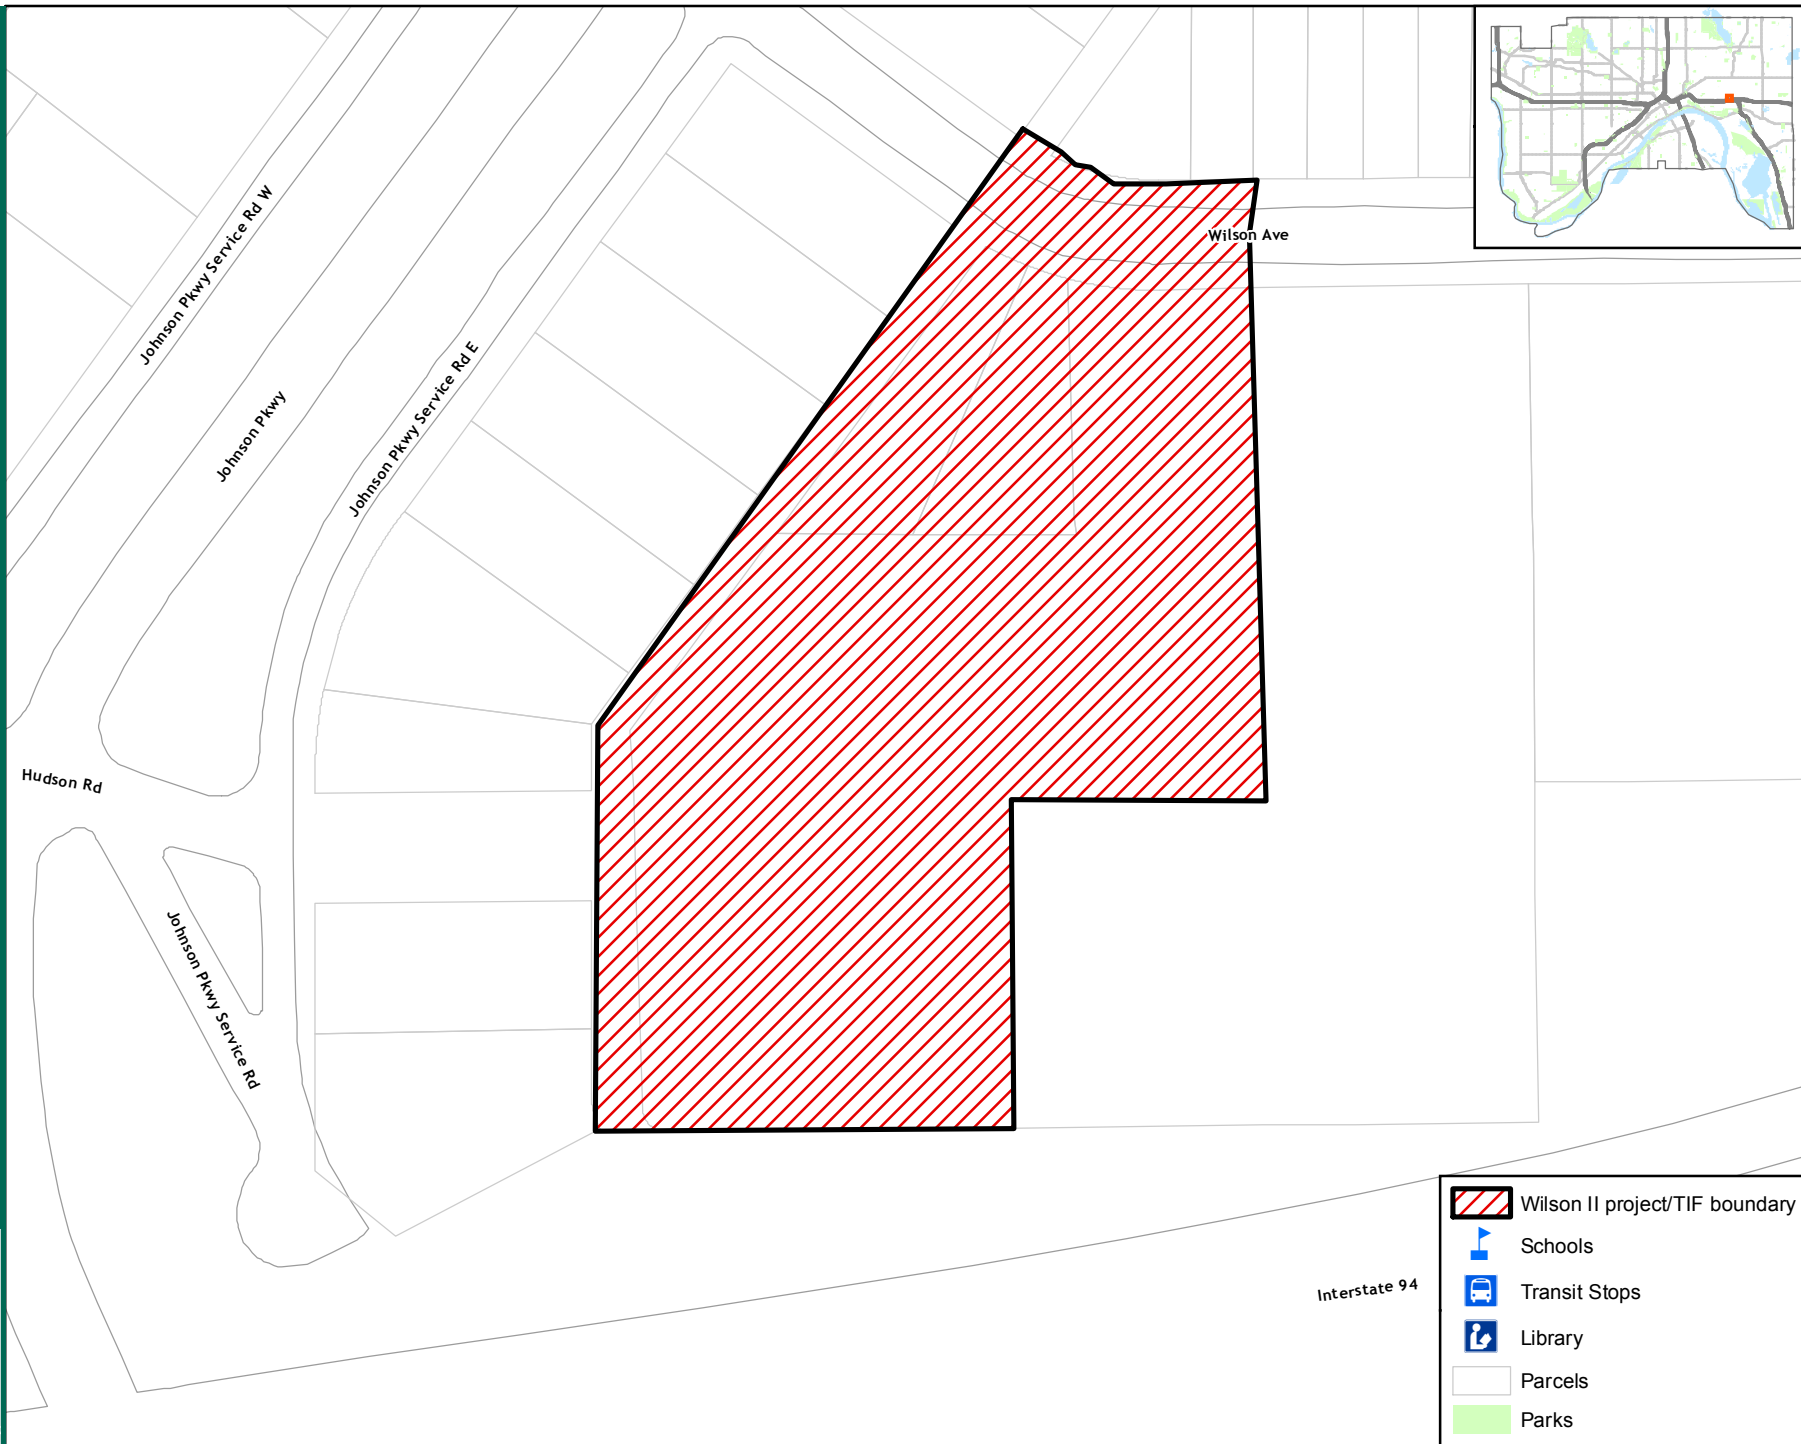 Johnson Pkwy Service Rd W
Wilson Ave
Johnson Pkwy
Johnson Pkwy Service Rd E
Hudson Rd
Johnson Pkwy Service Rd
Interstate 94
Wilson II project/TIF boundary
Schools
Transit Stops
Library
Parcels
Parks